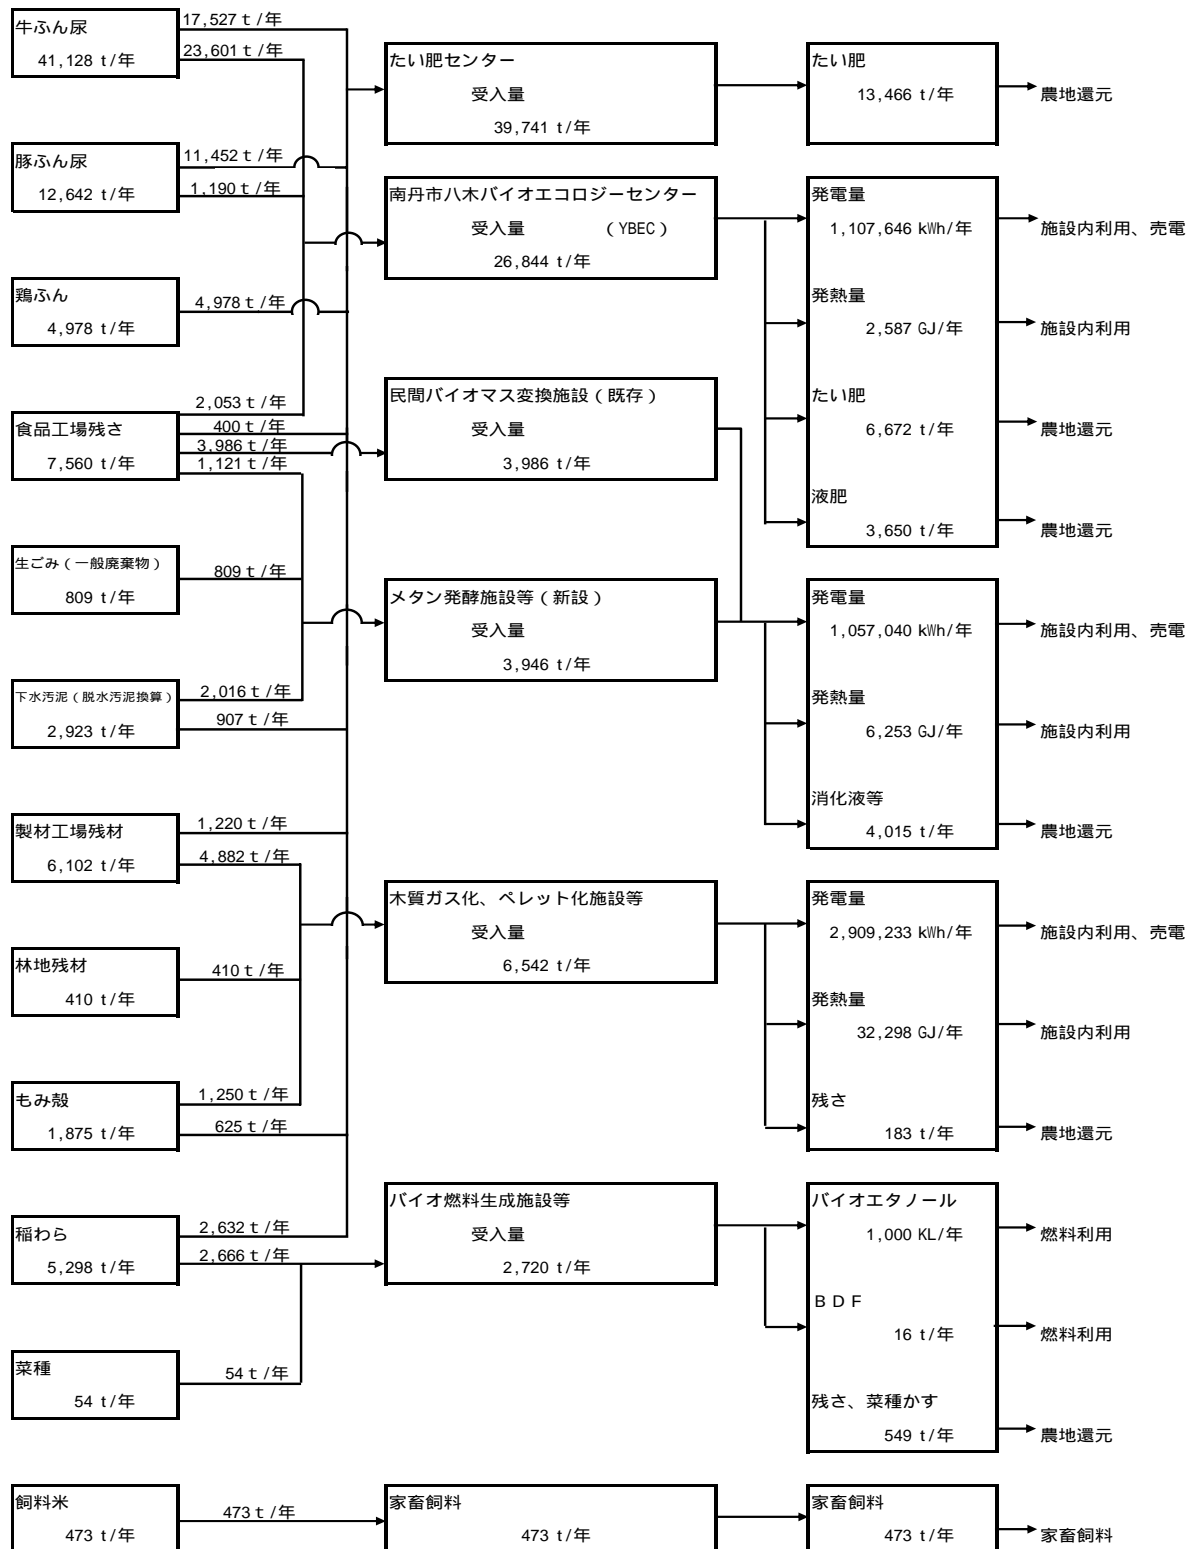 牛ふん尿
41,128 t/年
17,527 t /年
23,601 t /年
豚ふん尿
12,642 t/年
11,452 t /年
1,190 t /年
鶏ふん
4,978 t/年
4,978 t /年
食品工場残さ
7,560 t/年
2,053 t /年
400 t /年
3,986 t /年
1,121 t /年
生ごみ(一般廃棄物)
809 t/年
809 t /年
下水汚泥(脱水汚泥換算)
2,923 t/年
2,016 t /年
907 t /年
製材工場残材
6,102 t/年
1,220 t /年
4,882 t /年
林地残材
410 t/年
410 t /年
もみ殻
1,875 t/年
1,250 t /年
625 t /年
稲わら
5,298 t/年
2,632 t /年
2,666 t /年
菜種
54 t/年
54 t /年
飼料米
473 t/年
473 t /年
たい肥センター
受入量
39,741 t/年
南丹市八木バイオエコロジーセンター
受入量 (YBEC)
26,844 t/年
民間バイオマス変換施設(既存)
受入量
3,986 t/年
メタン発酵施設等(新設)
受入量
3,946 t/年
木質ガス化、ペレット化施設等
受入量
6,542 t/年
バイオ燃料生成施設等
受入量
2,720 t/年
家畜飼料
473 t/年
たい肥
13,466 t/年
農地還元
発電量
1,107,646 kWh/年
施設内利用、売電
発熱量
2,587 GJ/年
施設内利用
たい肥
6,672 t/年
農地還元
液肥
3,650 t/年
農地還元
発電量
1,057,040 kWh/年
施設内利用、売電
発熱量
6,253 GJ/年
施設内利用
消化液等
4,015 t/年
農地還元
発電量
2,909,233 kWh/年
施設内利用、売電
発熱量
32,298 GJ/年
施設内利用
残さ
183 t/年
農地還元
バイオエタノール
1,000 KL/年
燃料利用
BDF
16 t/年
燃料利用
残さ、菜種かす
549 t/年
農地還元
家畜飼料
473 t/年
家畜飼料